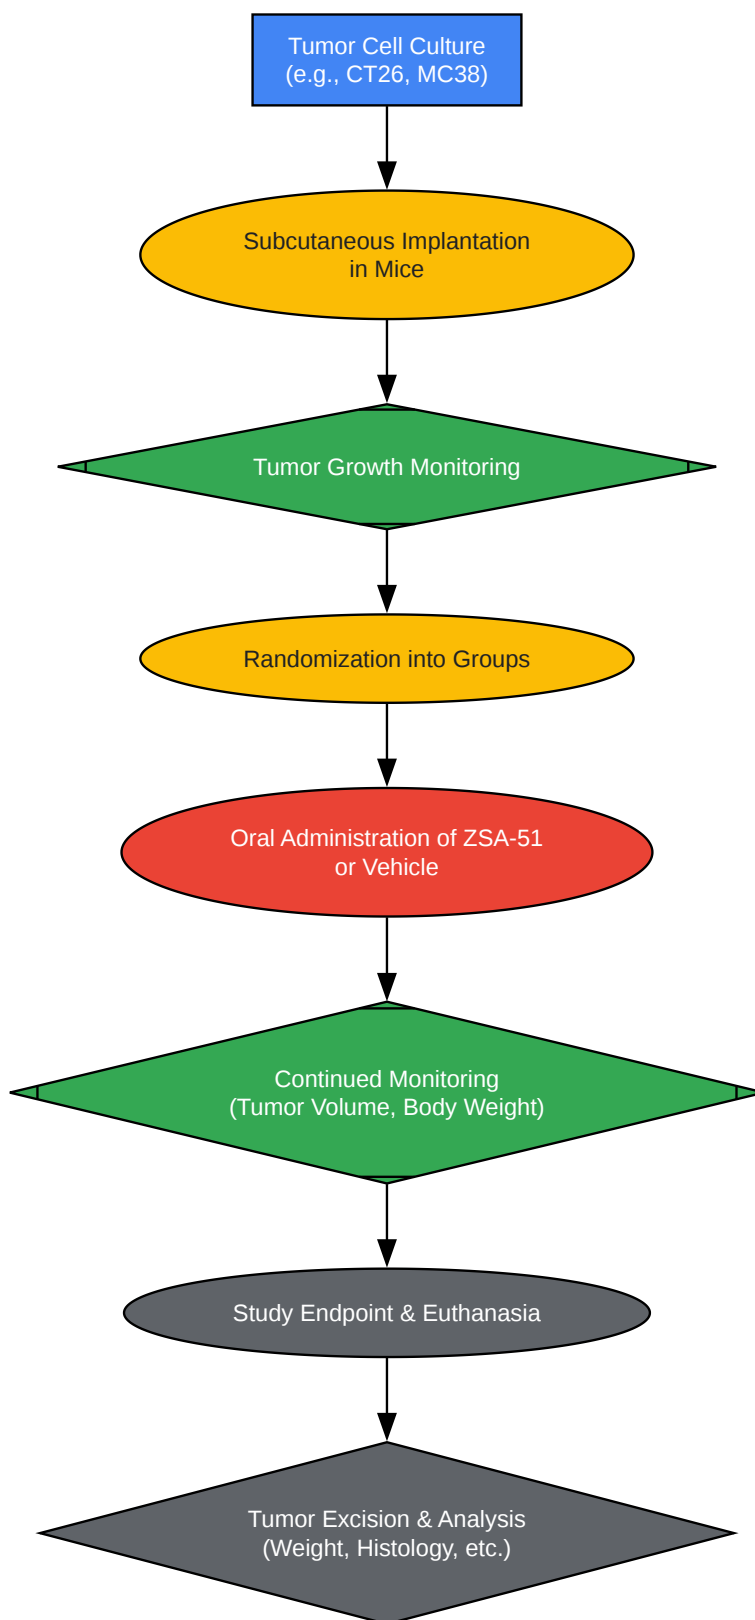 Tumor Cell Culture
(e.g., CT26, MC38)
Subcutaneous Implantation
in Mice
Tumor Growth Monitoring
Randomization into Groups
Oral Administration of ZSA-51
or Vehicle
Continued Monitoring
(Tumor Volume, Body Weight)
Study Endpoint & Euthanasia
Tumor Excision & Analysis
(Weight, Histology, etc.)